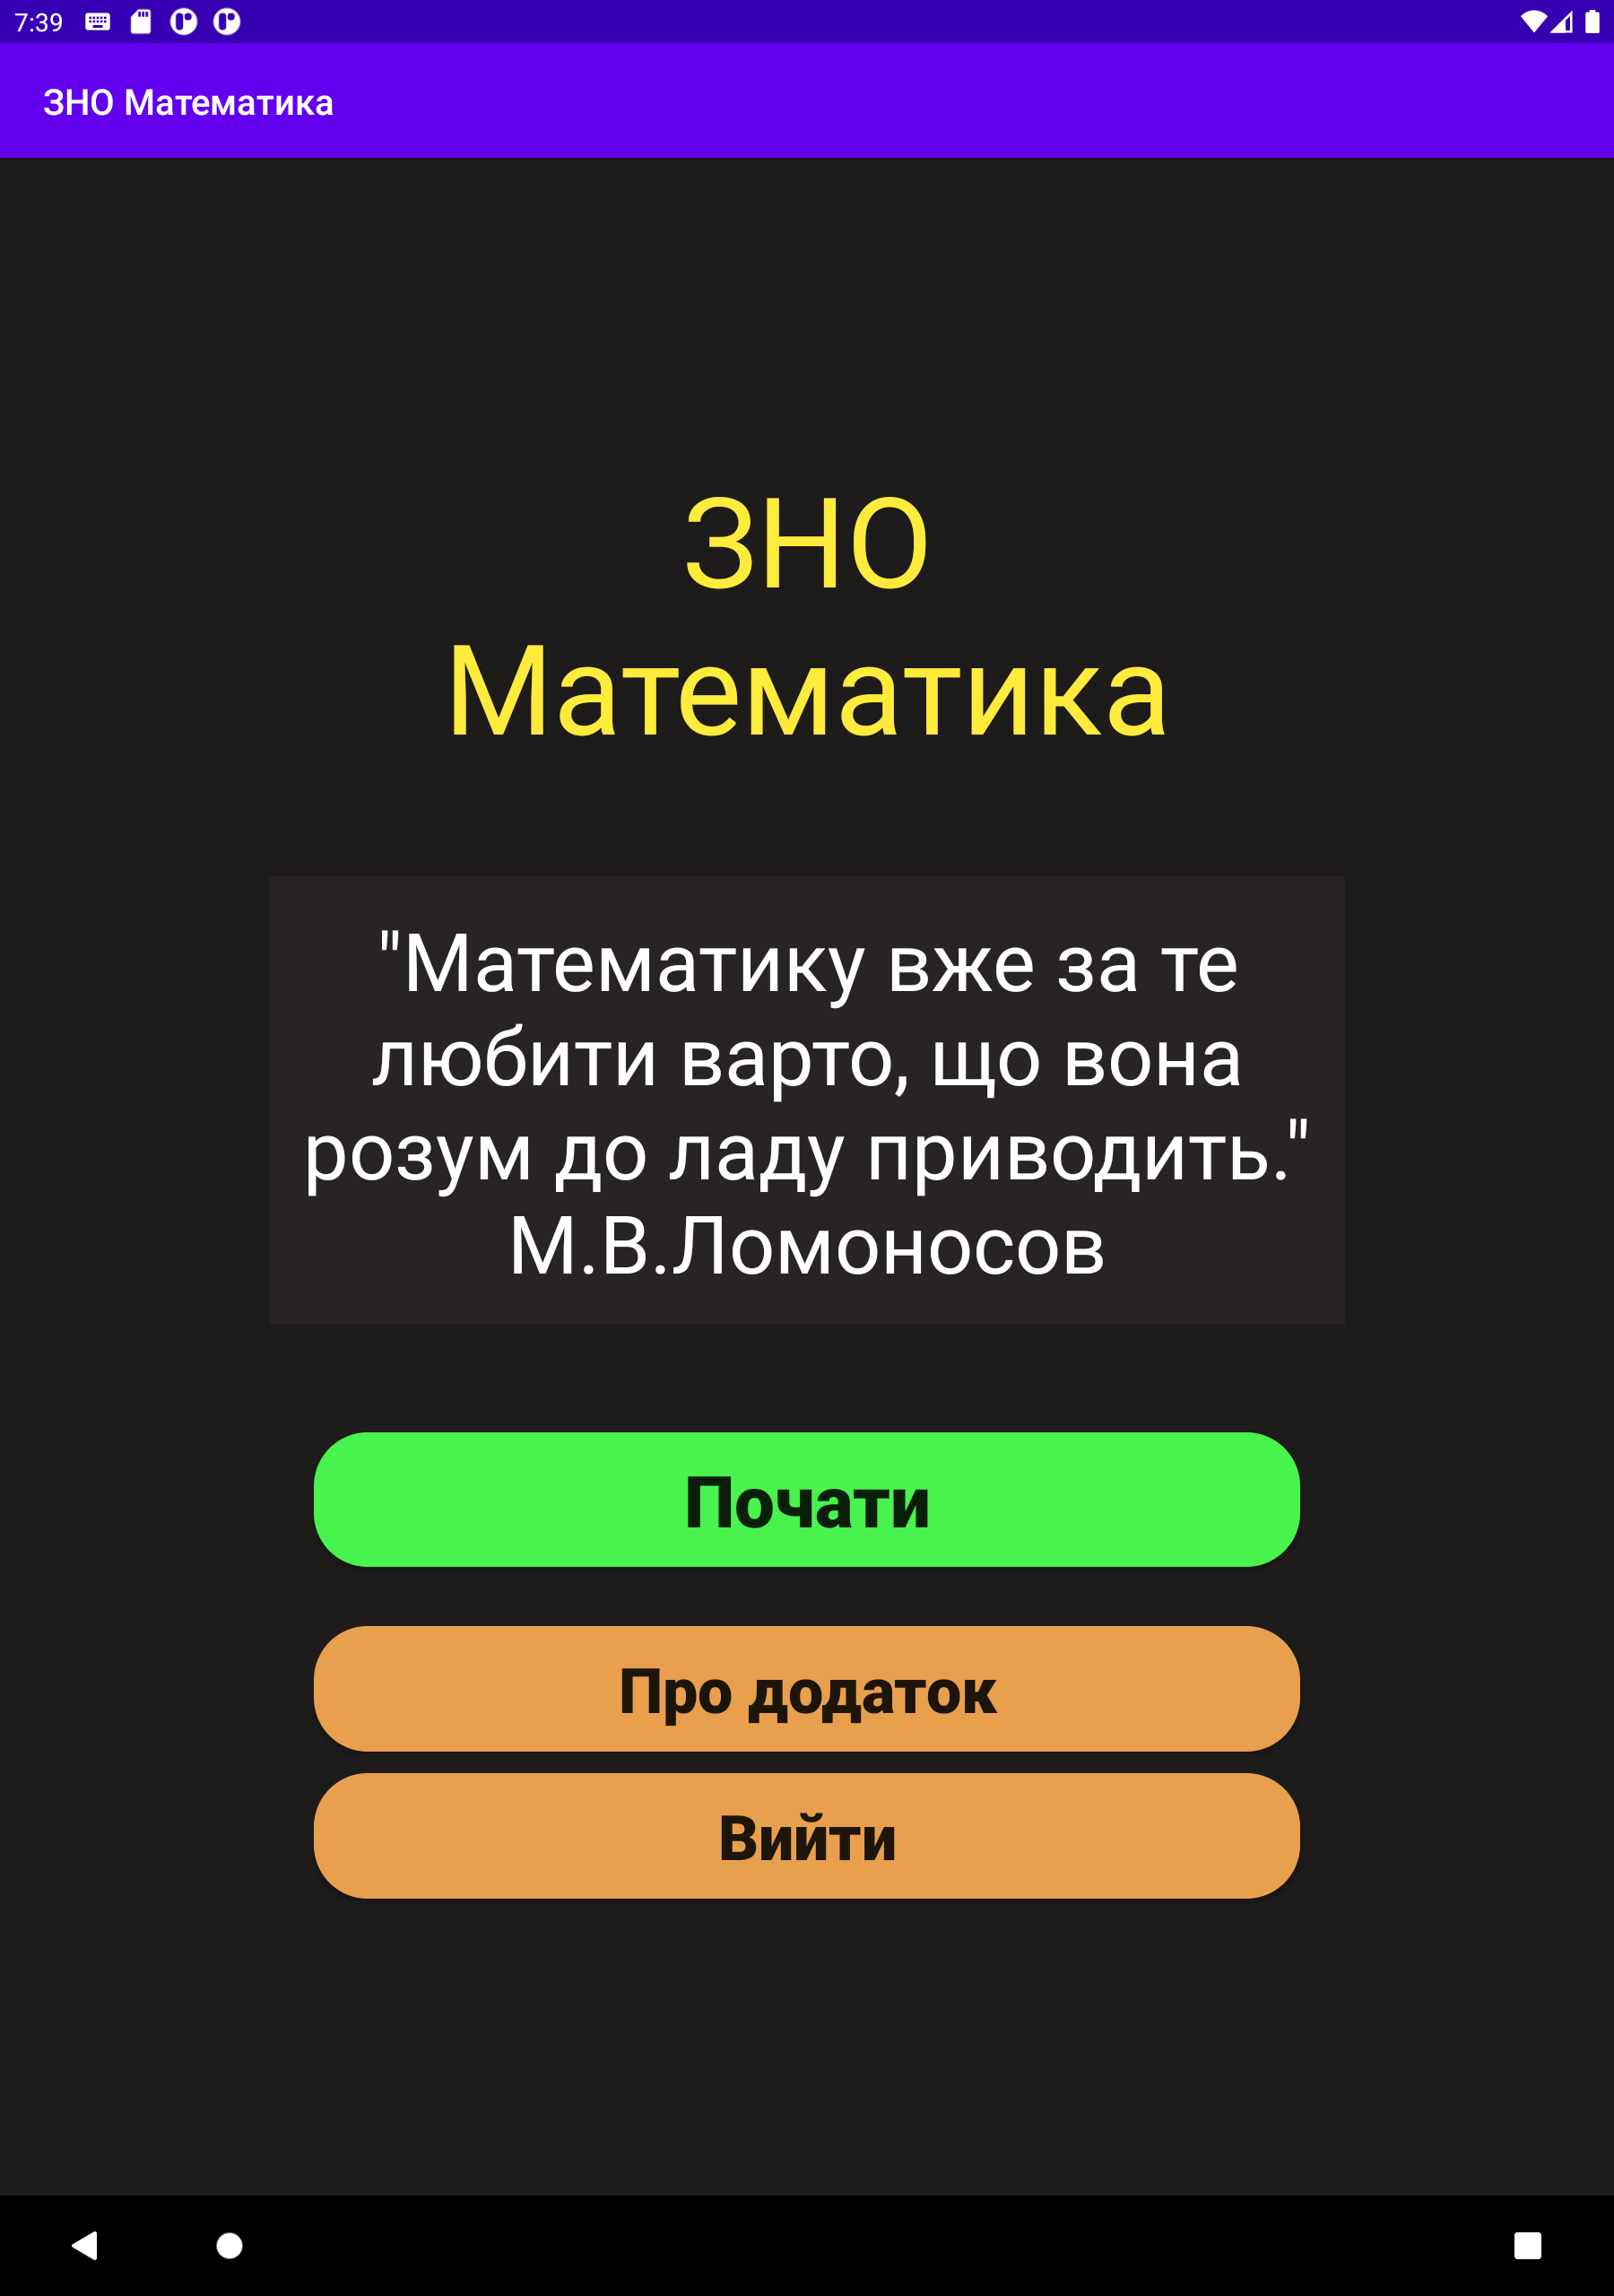 7:39
ЗНО Математика
ЗНО
Математика
"Математику вже за те
любити варто, що вона
розум до ладу приводить."
М.В.Ломоносов
Почати
Про додаток
Вийти